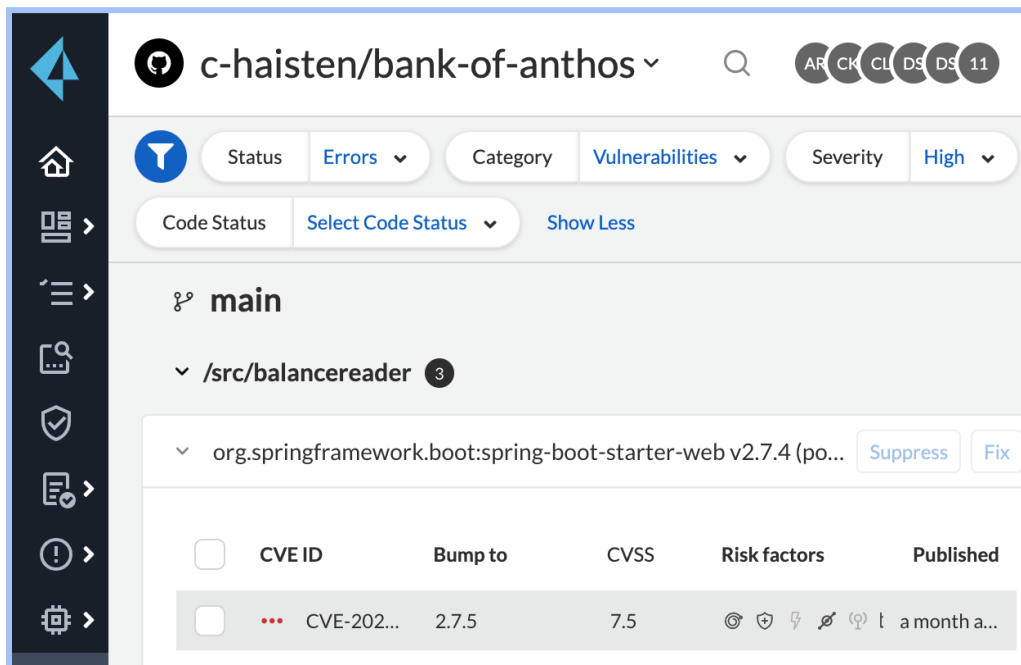 c-haisten/bank-of-anthos
AR CK CL DS DS 11
Status Errors Category Vulnerabilities Severity High
Code Status Select Code Status Show Less
main
/src/balancereader 3
org.springframework.boot:spring-boot-starter-web v2.7.4 (po... Suppress Fix
CVE ID Bump to CVSS Risk factors Published
CVE-202... 2.7.5 7.5 a month a...